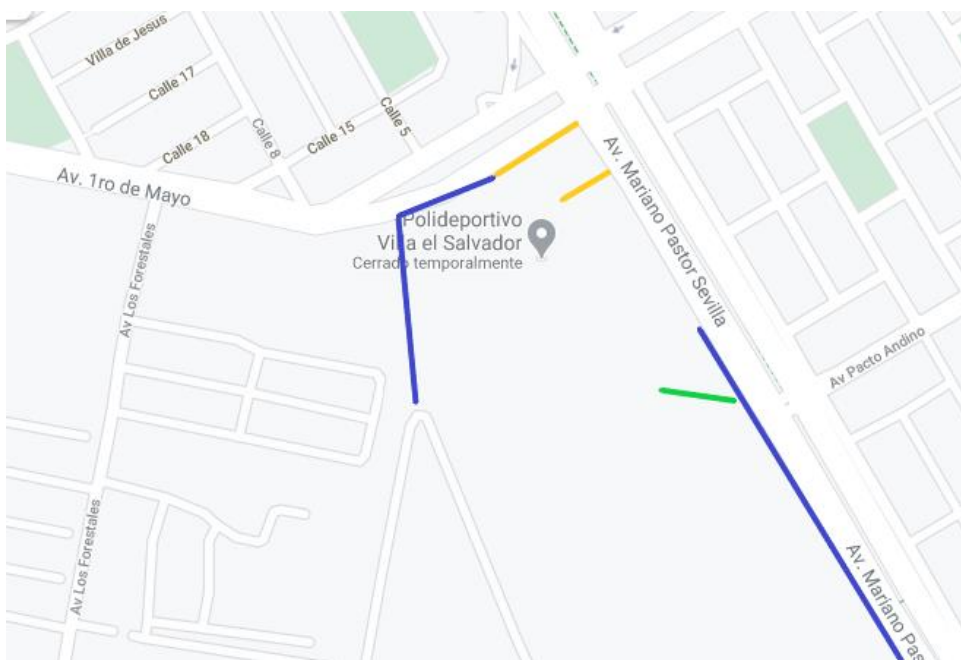 Villa de Jesus
Calle 17
Calle 18
Calle 8
Calle 15
Calle 5
Av. 1ro de Mayo
Av. Mariano Pastor Sevilla
Polideportivo
Villa el Salvador
Cerrado temporalmente
Av Los Forestales
Av Pacto Andino
Av Los Forestales
Av. Mariano Pas